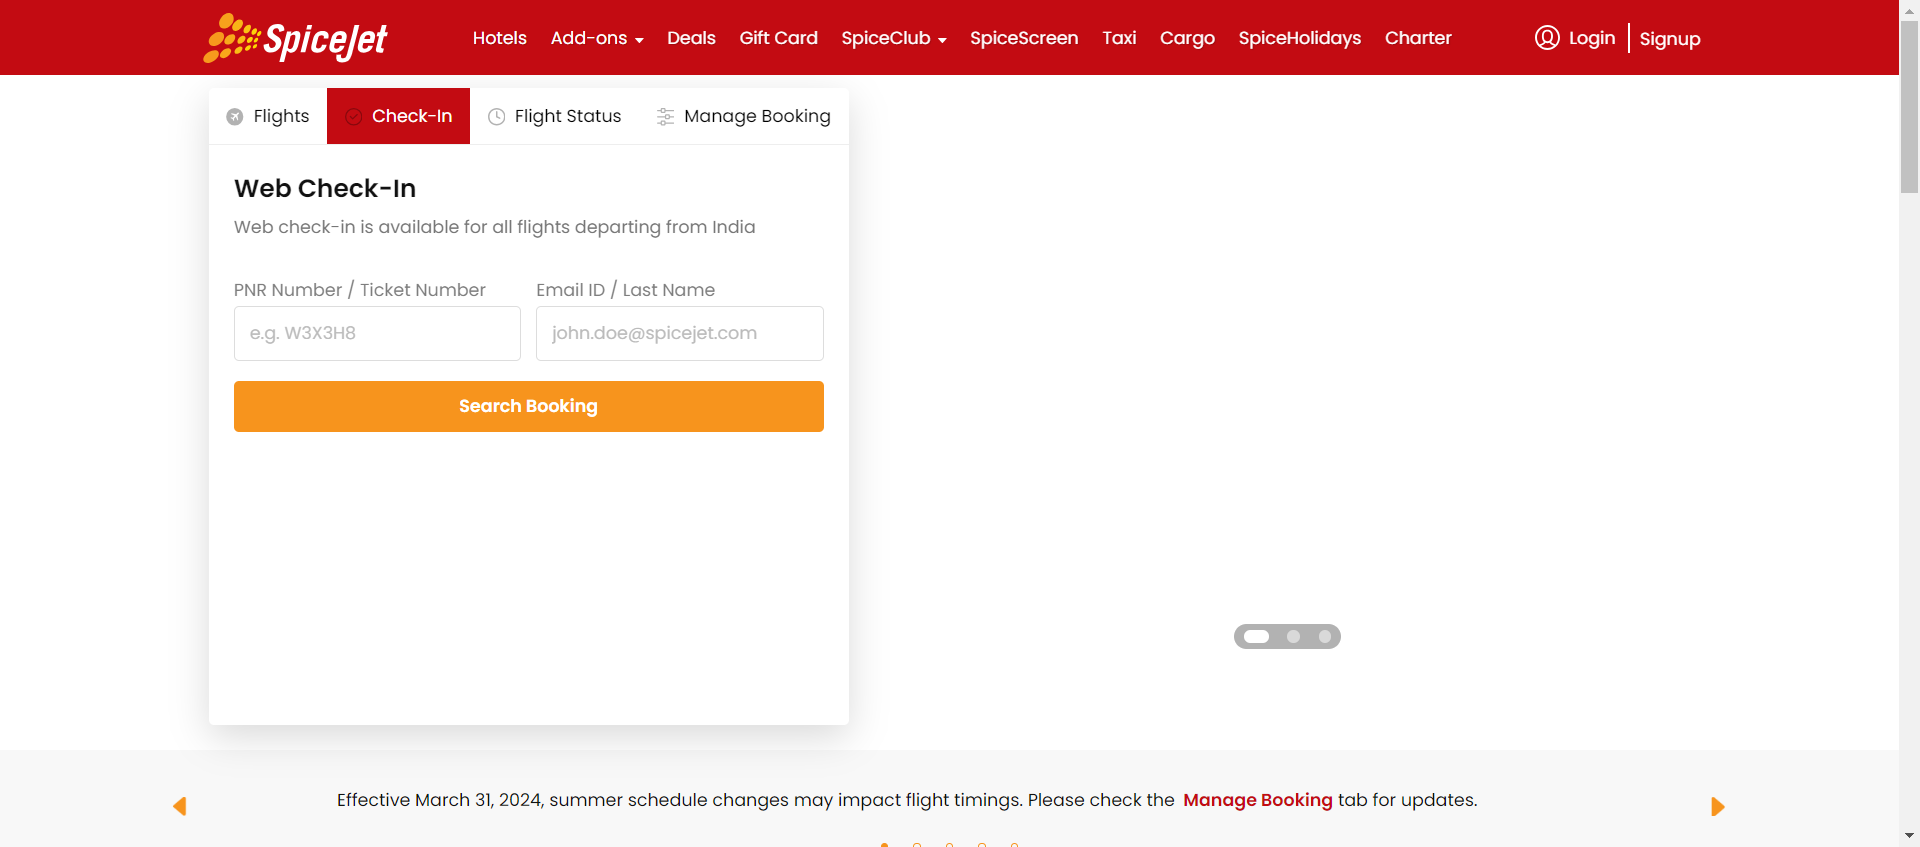 SpiceJet
Hotels Add-ons Deals Gift Card SpiceClub SpiceScreen Taxi Cargo SpiceHolidays Charter Login Signup
Flights Check-In Flight Status Manage Booking
Web Check-In
Web check-in is available for all flights departing from India
PNR Number / Ticket Number Email ID / Last Name
e.g. W3X3H8 john.doe@spicejet.com
Search Booking
Effective March 31, 2024, summer schedule changes may impact flight timings. Please check the Manage Booking tab for updates.